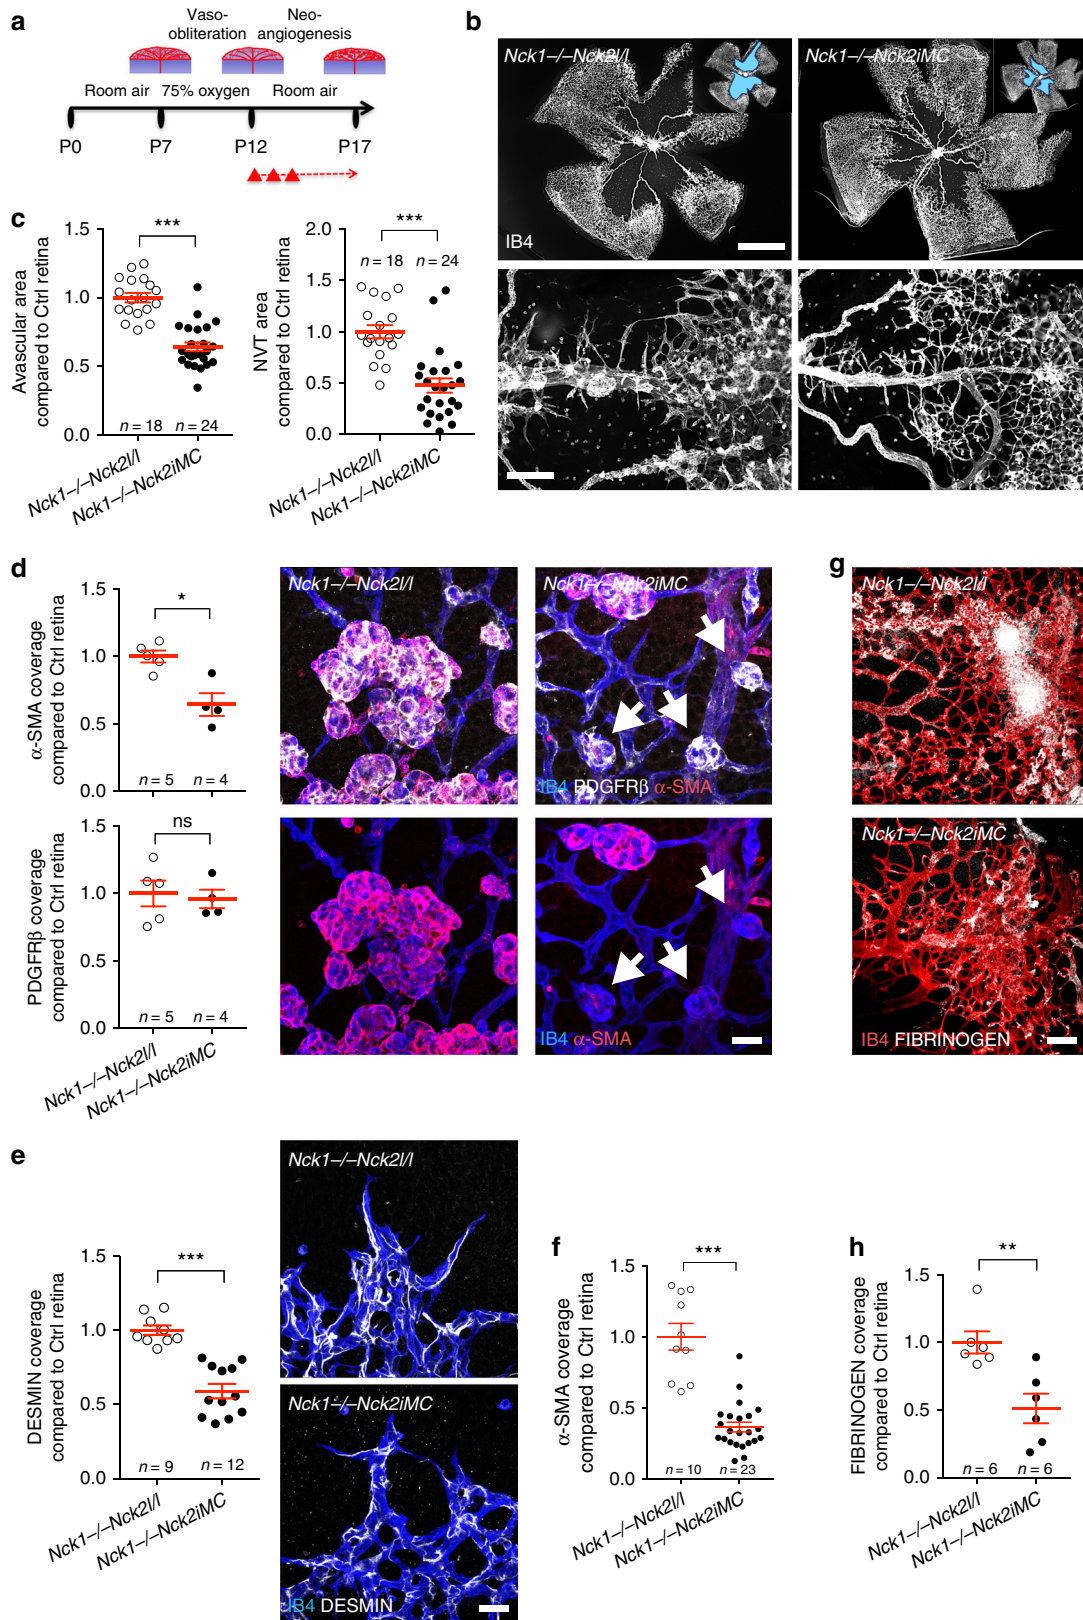 a
Vaso-
obliteration
Neo-
angiogenesis
Room air
75% oxygen
Room air
P0
P7
P12
P17
b
Nck1–/–Nck2l/l
Nck1–/–Nck2iMC
IB4
c
Avascular area
compared to Ctrl retina
1.5
1.0
0.5
0.0
***
n = 18
n = 24
Nck1–/–Nck2l/l
Nck1–/–Nck2iMC
NVT area
compared to Ctrl retina
2.0
1.5
1.0
0.5
0.0
***
n = 18
n = 24
Nck1–/–Nck2l/l
Nck1–/–Nck2iMC
d
α-SMA coverage
compared to Ctrl retina
1.5
1.0
0.5
0.0
*
n = 5
n = 4
PDGFRβ coverage
compared to Ctrl retina
1.5
1.0
0.5
0.0
ns
n = 5
n = 4
Nck1–/–Nck2l/l
Nck1–/–Nck2iMC
Nck1–/–Nck2l/l
Nck1–/–Nck2iMC
IB4 PDGFRβ α-SMA
IB4 α-SMA
g
Nck1–/–Nck2l/l
Nck1–/–Nck2iMC
IB4 FIBRINOGEN
e
DESMIN coverage
compared to Ctrl retina
1.5
1.0
0.5
0.0
***
n = 9
n = 12
Nck1–/–Nck2l/l
Nck1–/–Nck2iMC
Nck1–/–Nck2l/l
Nck1–/–Nck2iMC
IB4 DESMIN
f
α-SMA coverage
compared to Ctrl retina
1.5
1.0
0.5
0.0
***
n = 10
n = 23
Nck1–/–Nck2l/l
Nck1–/–Nck2iMC
h
FIBRINOGEN coverage
compared to Ctrl retina
1.5
1.0
0.5
0.0
**
n = 6
n = 6
Nck1–/–Nck2l/l
Nck1–/–Nck2iMC